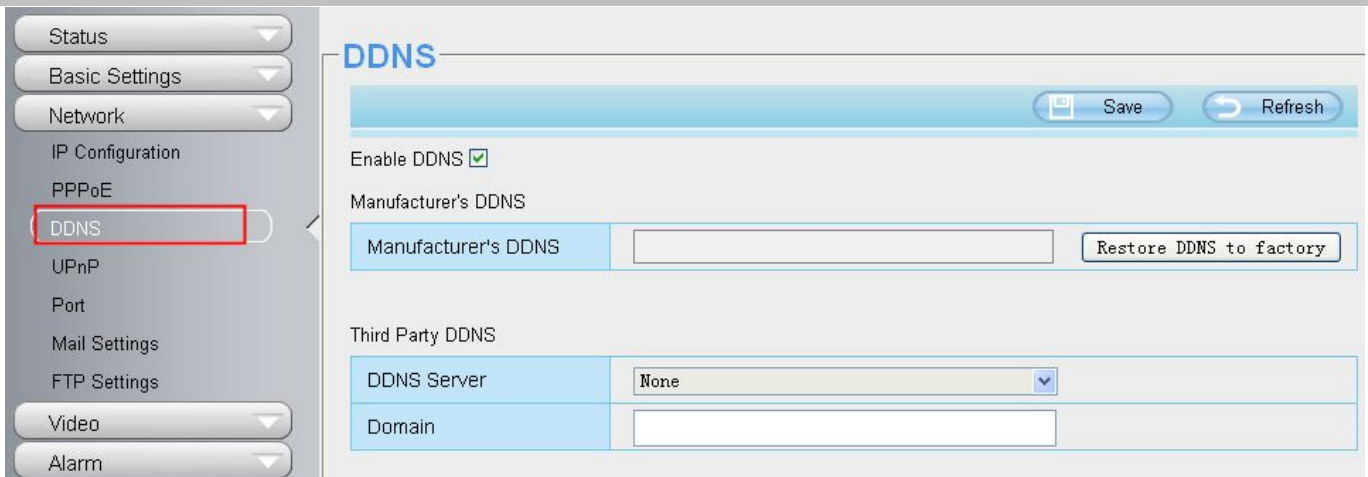 Status
Basic Settings
Network
IP Configuration
PPPoE
DDNS
UPnP
Port
Mail Settings
FTP Settings
Video
Alarm
DDNS
Save Refresh
Enable DDNS
Manufacturer's DDNS
Manufacturer's DDNS Restore DDNS to factory
Third Party DDNS
DDNS Server None
Domain